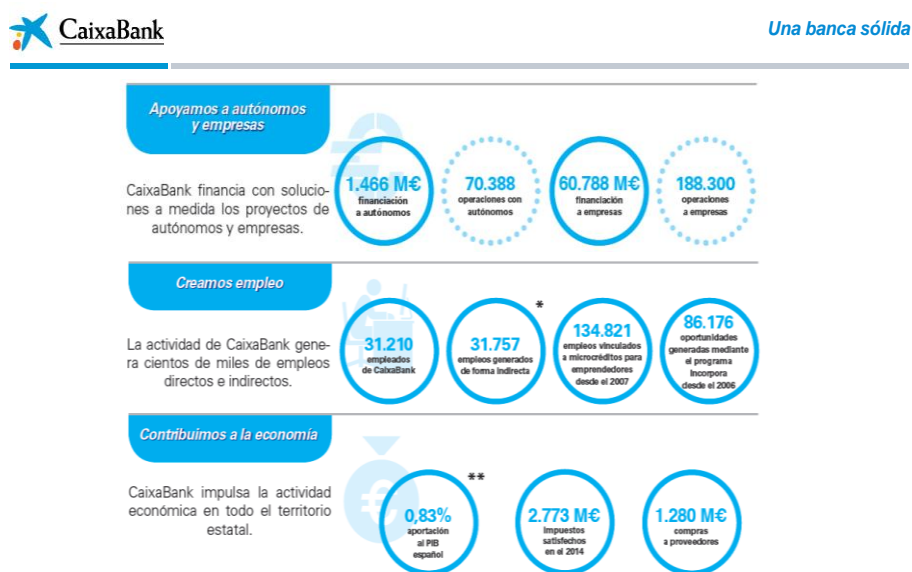 CaixaBank
Una banca sólida
Apoyamos a autónomos
y empresas
CaixaBank financia con solucio-
nes a medida los proyectos de
autónomos y empresas.
1.466 M€
financiación
a autónomos
70.388
operaciones con
autónomos
60.788 M€
financiación
a empresas
188.300
operaciones
a empresas
Creamos empleo
La actividad de CaixaBank gene-
ra cientos de miles de empleos
directos e indirectos.
31.210
empleados
de CaixaBank
*
31.757
empleos generados
de forma indirecta
134.821
empleos vinculados
a microcréditos para
emprendedores
desde el 2007
86.176
oportunidades
generadas mediante
el programa
Incorpora
desde el 2006
Contribuimos a la economía
CaixaBank impulsa la actividad
económica en todo el territorio
estatal.
€
**
0,83%
aportación
al PIB
español
2.773 M€
impuestos
satisfechos
en el 2014
1.280 M€
compras
a proveedores